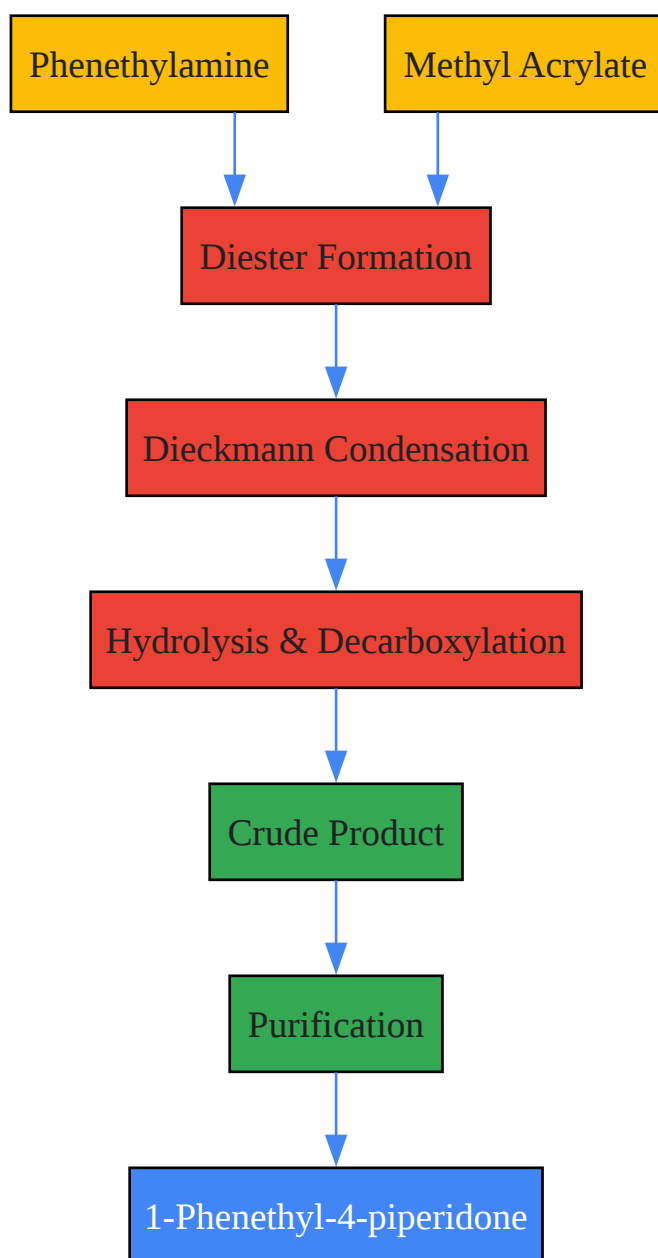 Phenethylamine
Methyl Acrylate
Diester Formation
Dieckmann Condensation
Hydrolysis & Decarboxylation
Crude Product
Purification
1-Phenethyl-4-piperidone